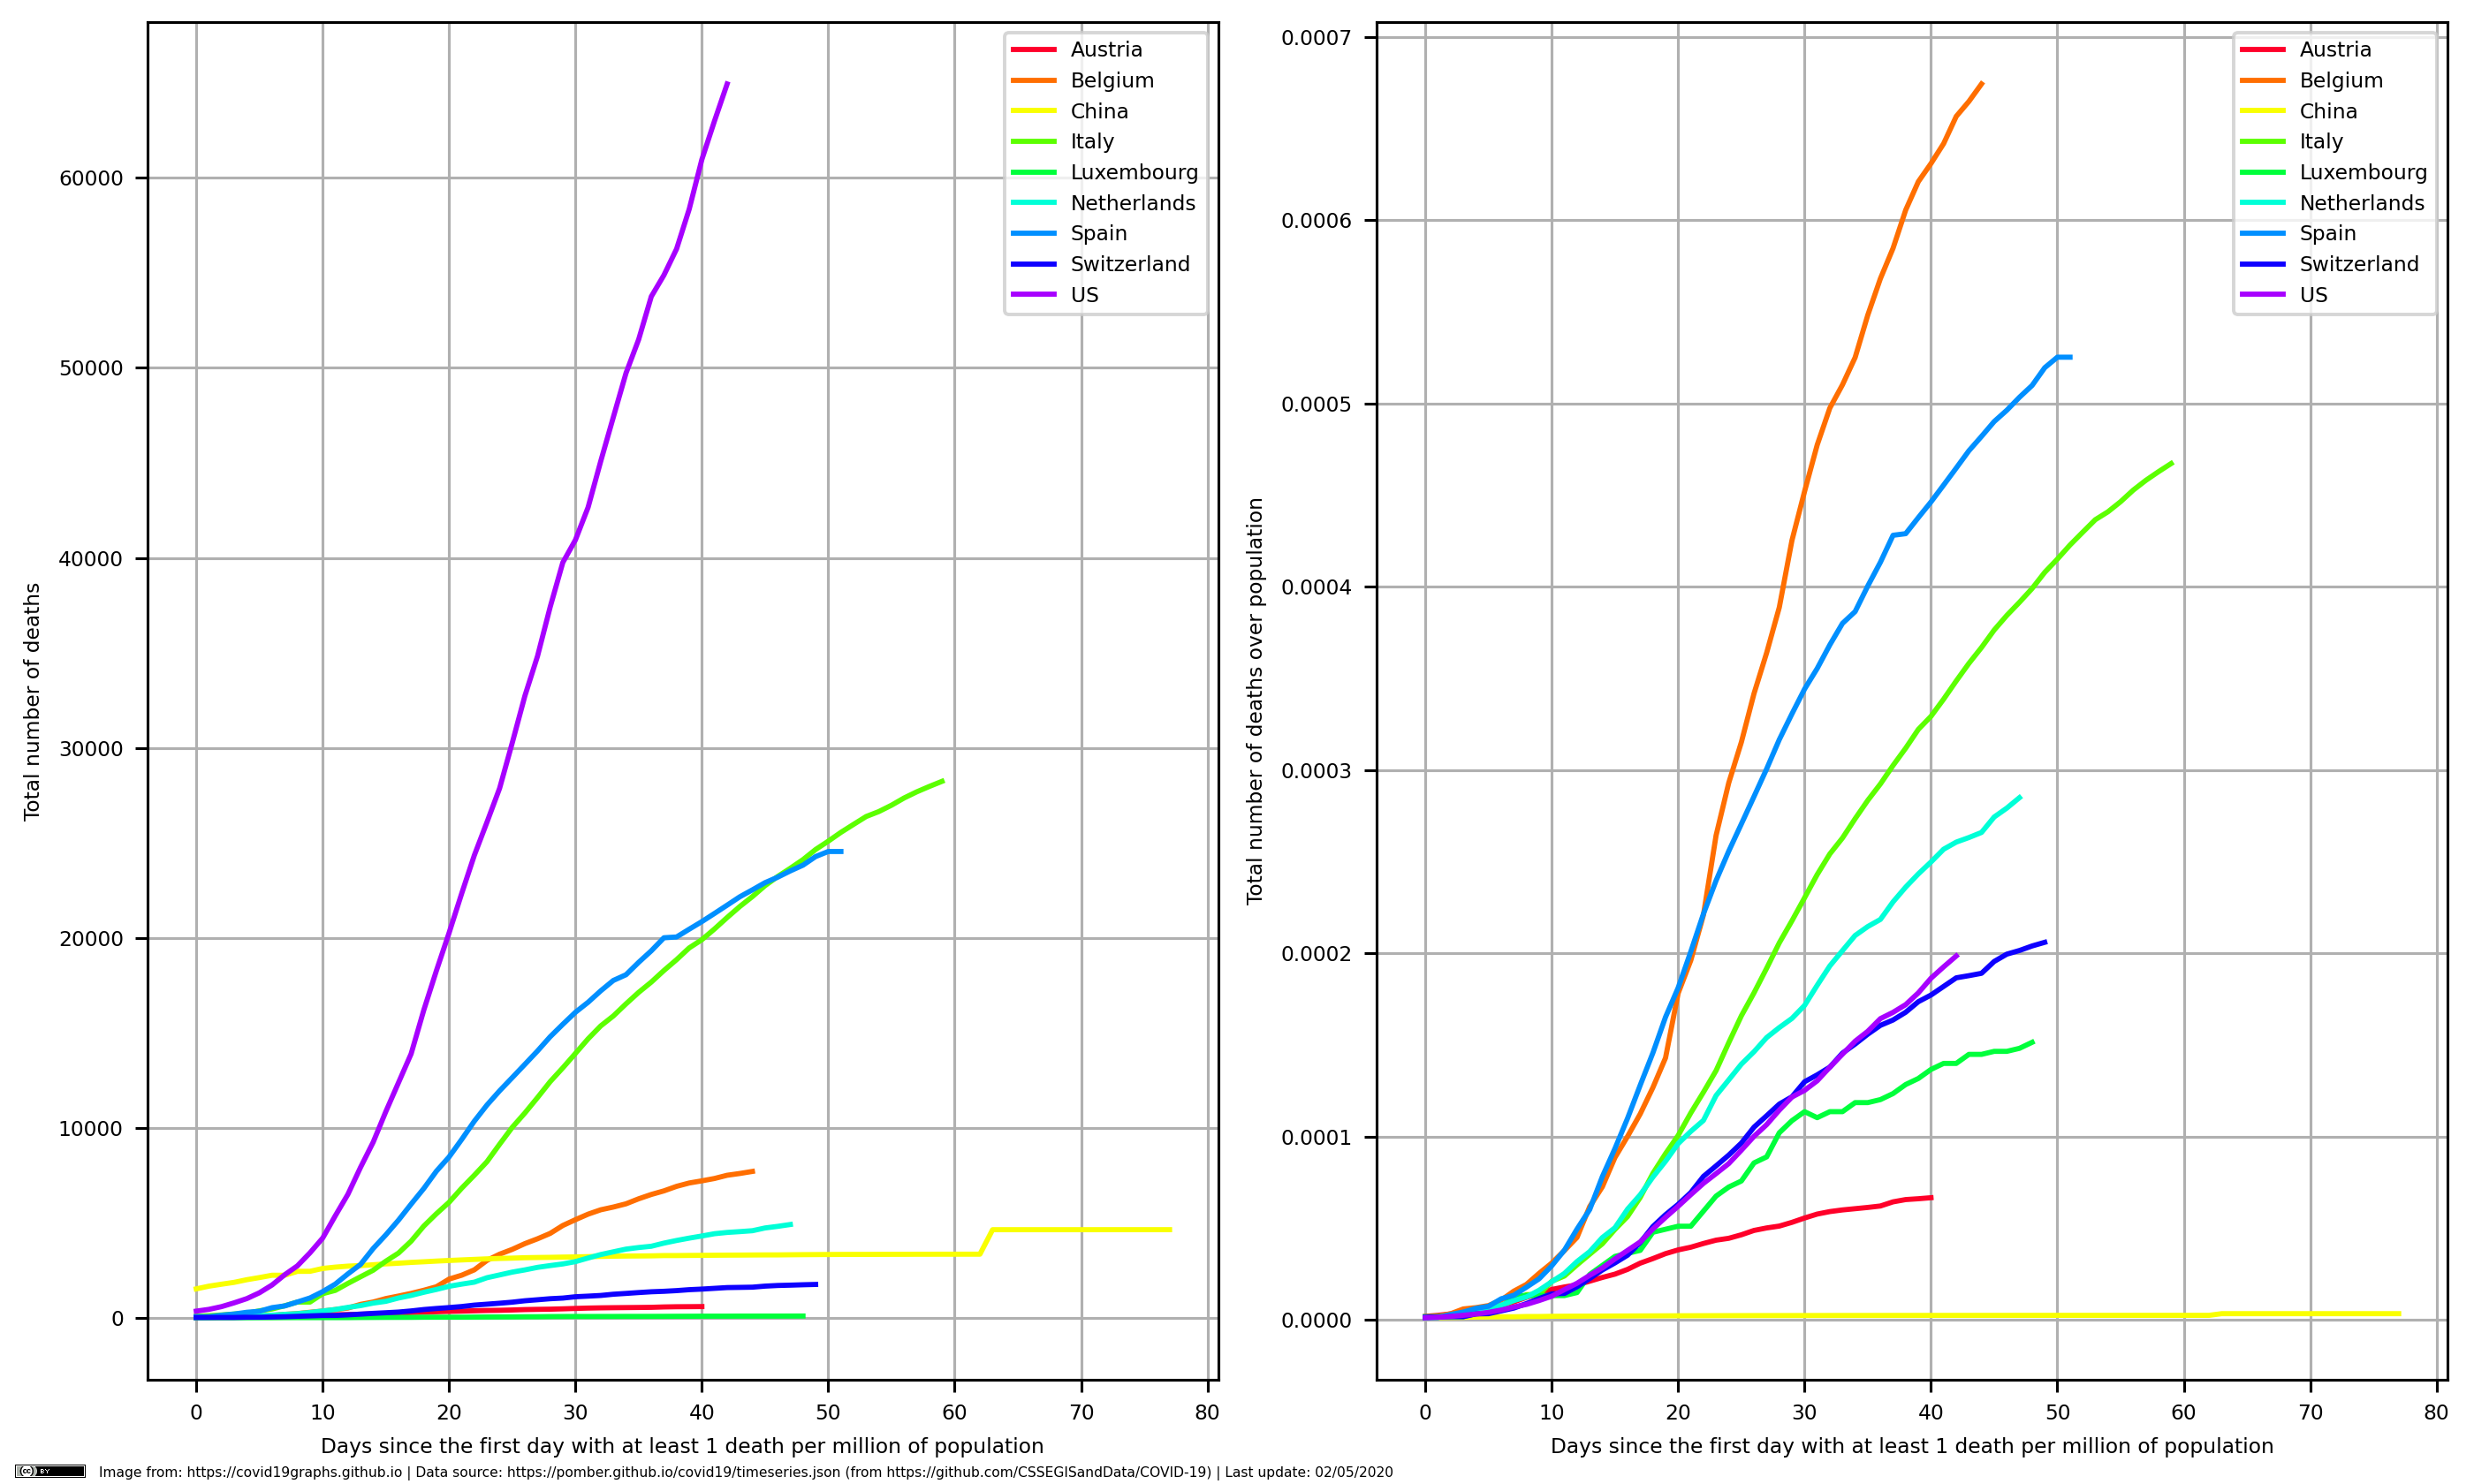 Total number of deaths
60000
50000
40000
30000
20000
10000
0
0 10 20 30 40 50 60 70 80
Days since the first day with at least 1 death per million of population
Austria
Belgium
China
Italy
Luxembourg
Netherlands
Spain
Switzerland
US
Total number of deaths over population
0.0007
0.0006
0.0005
0.0004
0.0003
0.0002
0.0001
0.0000
0 10 20 30 40 50 60 70 80
Days since the first day with at least 1 death per million of population
Austria
Belgium
China
Italy
Luxembourg
Netherlands
Spain
Switzerland
US
(cc) BY Image from: https://covid19graphs.github.io | Data source: https://pomber.github.io/covid19/timeseries.json (from https://github.com/CSSEGISandData/COVID-19) | Last update: 02/05/2020